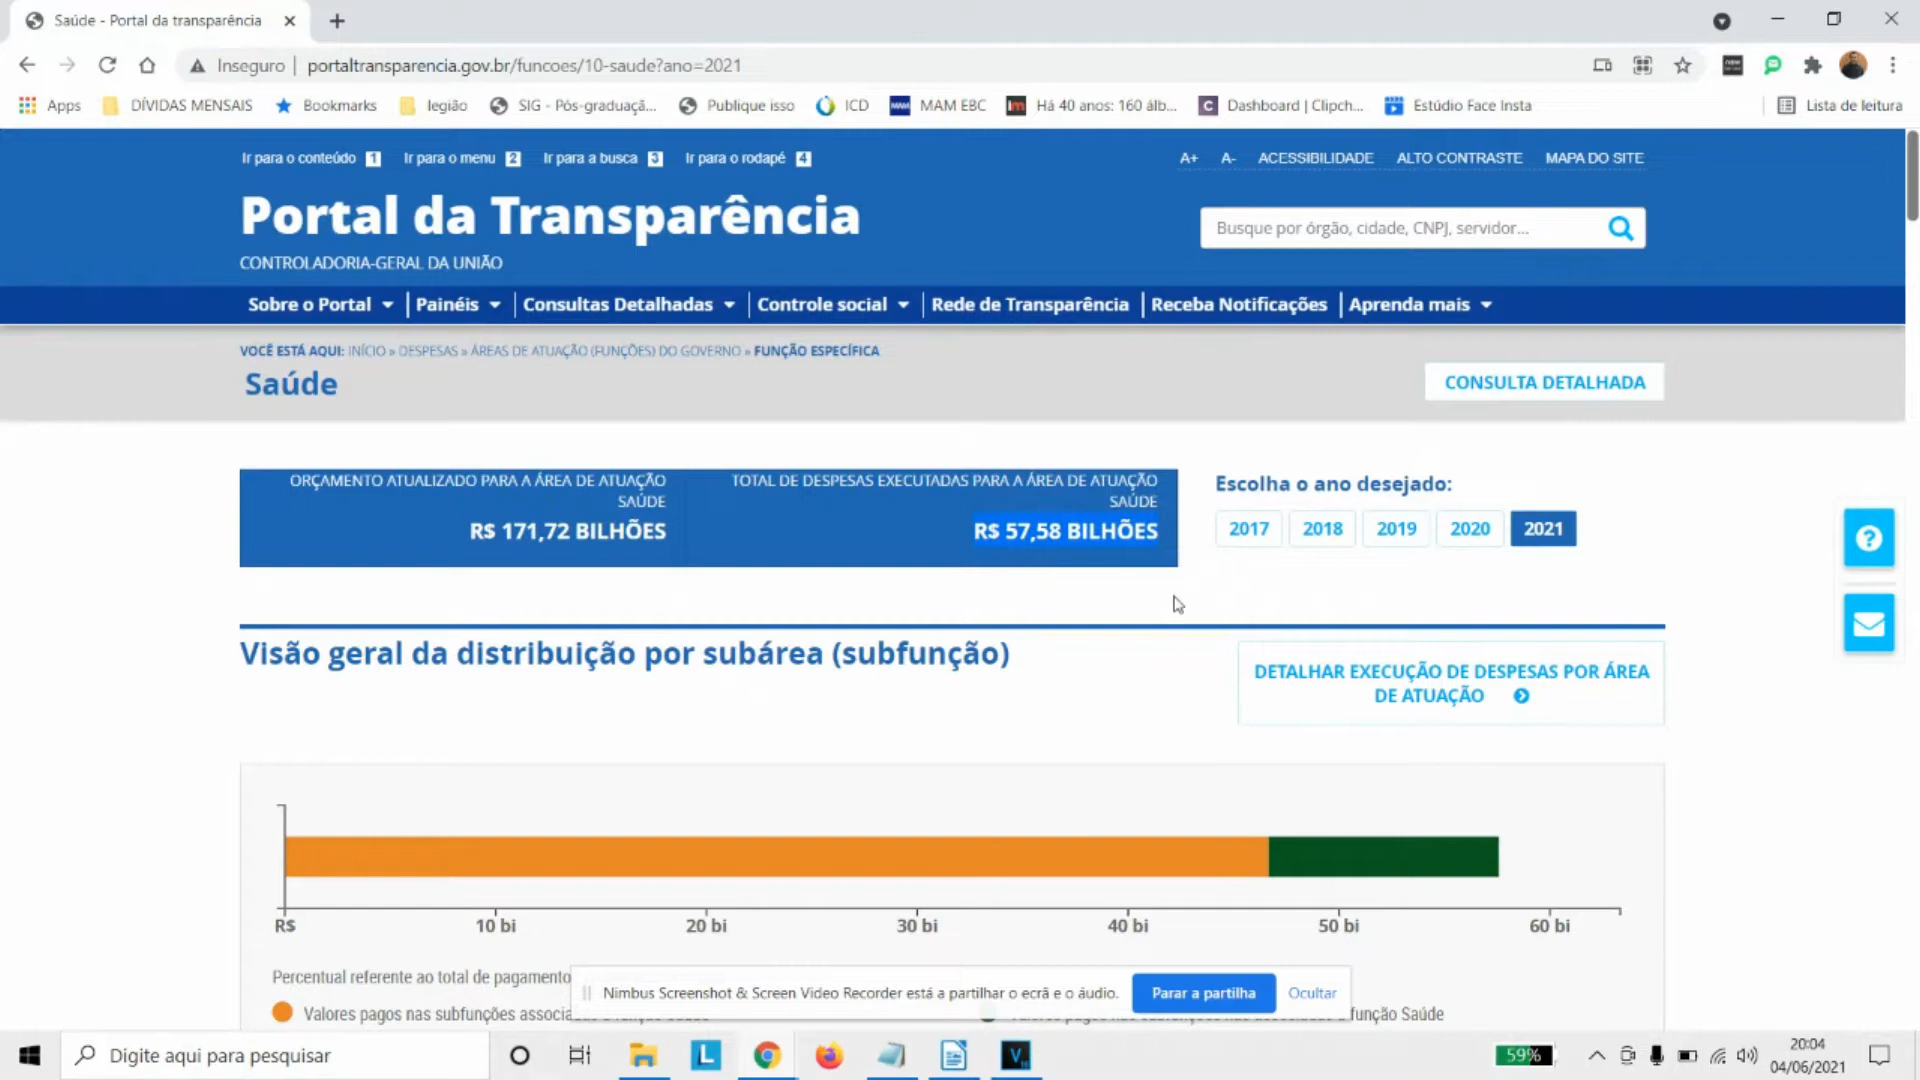 Saúde - Portal da transparência
Inseguro | portaltransparencia.gov.br/funcoes/10-saude?ano=2021
Apps DÍVIDAS MENSAIS Bookmarks legião SIG - Pós-graduaçã... Publique isso ICD MAM EBC Há 40 anos: 160 álb... Dashboard | Clipch... Estúdio Face Insta Lista de leitura
Ir para o conteúdo 1 Ir para o menu 2 Ir para a busca 3 Ir para o rodapé 4 A+ A- ACESSIBILIDADE ALTO CONTRASTE MAPA DO SITE
Portal da Transparência
Busque por órgão, cidade, CNPJ, servidor...
CONTROLADORIA-GERAL DA UNIÃO
Sobre o Portal Painéis Consultas Detalhadas Controle social Rede de Transparência Receba Notificações Aprenda mais
VOCÊ ESTÁ AQUI: INÍCIO » DESPESAS » ÁREAS DE ATUAÇÃO (FUNÇÕES) DO GOVERNO » FUNÇÃO ESPECÍFICA
Saúde
CONSULTA DETALHADA
ORÇAMENTO ATUALIZADO PARA A ÁREA DE ATUAÇÃO
SAÚDE
R$ 171,72 BILHÕES
TOTAL DE DESPESAS EXECUTADAS PARA A ÁREA DE ATUAÇÃO
SAÚDE
R$ 57,58 BILHÕES
Escolha o ano desejado:
2017 2018 2019 2020 2021
Visão geral da distribuição por subárea (subfunção)
DETALHAR EXECUÇÃO DE DESPESAS POR ÁREA
DE ATUAÇÃO
R$ 10 bi 20 bi 30 bi 40 bi 50 bi 60 bi
Percentual referente ao total de pagamento
Nimbus Screenshot & Screen Video Recorder está a partilhar o ecrã e o áudio. Parar a partilha Ocultar
Valores pagos nas subfunções função Saúde
Digite aqui para pesquisar
59%
20:04
04/06/2021